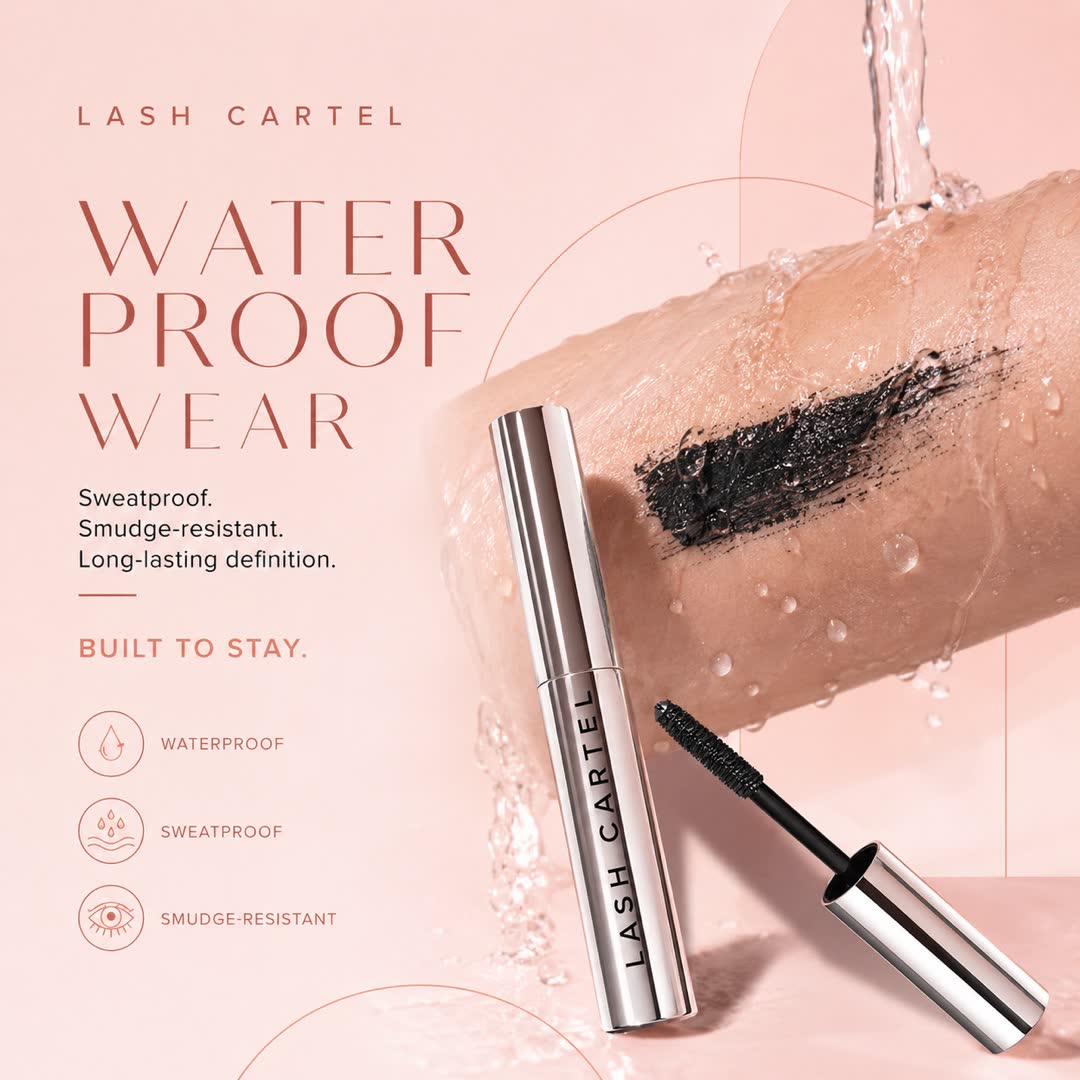 LASH CARTEL
WATER
PROOF
WEAR
Sweatproof.
Smudge-resistant.
Long-lasting definition.
BUILT TO STAY.
WATERPROOF
SWEATPROOF
SMUDGE-RESISTANT
LASH CARTEL